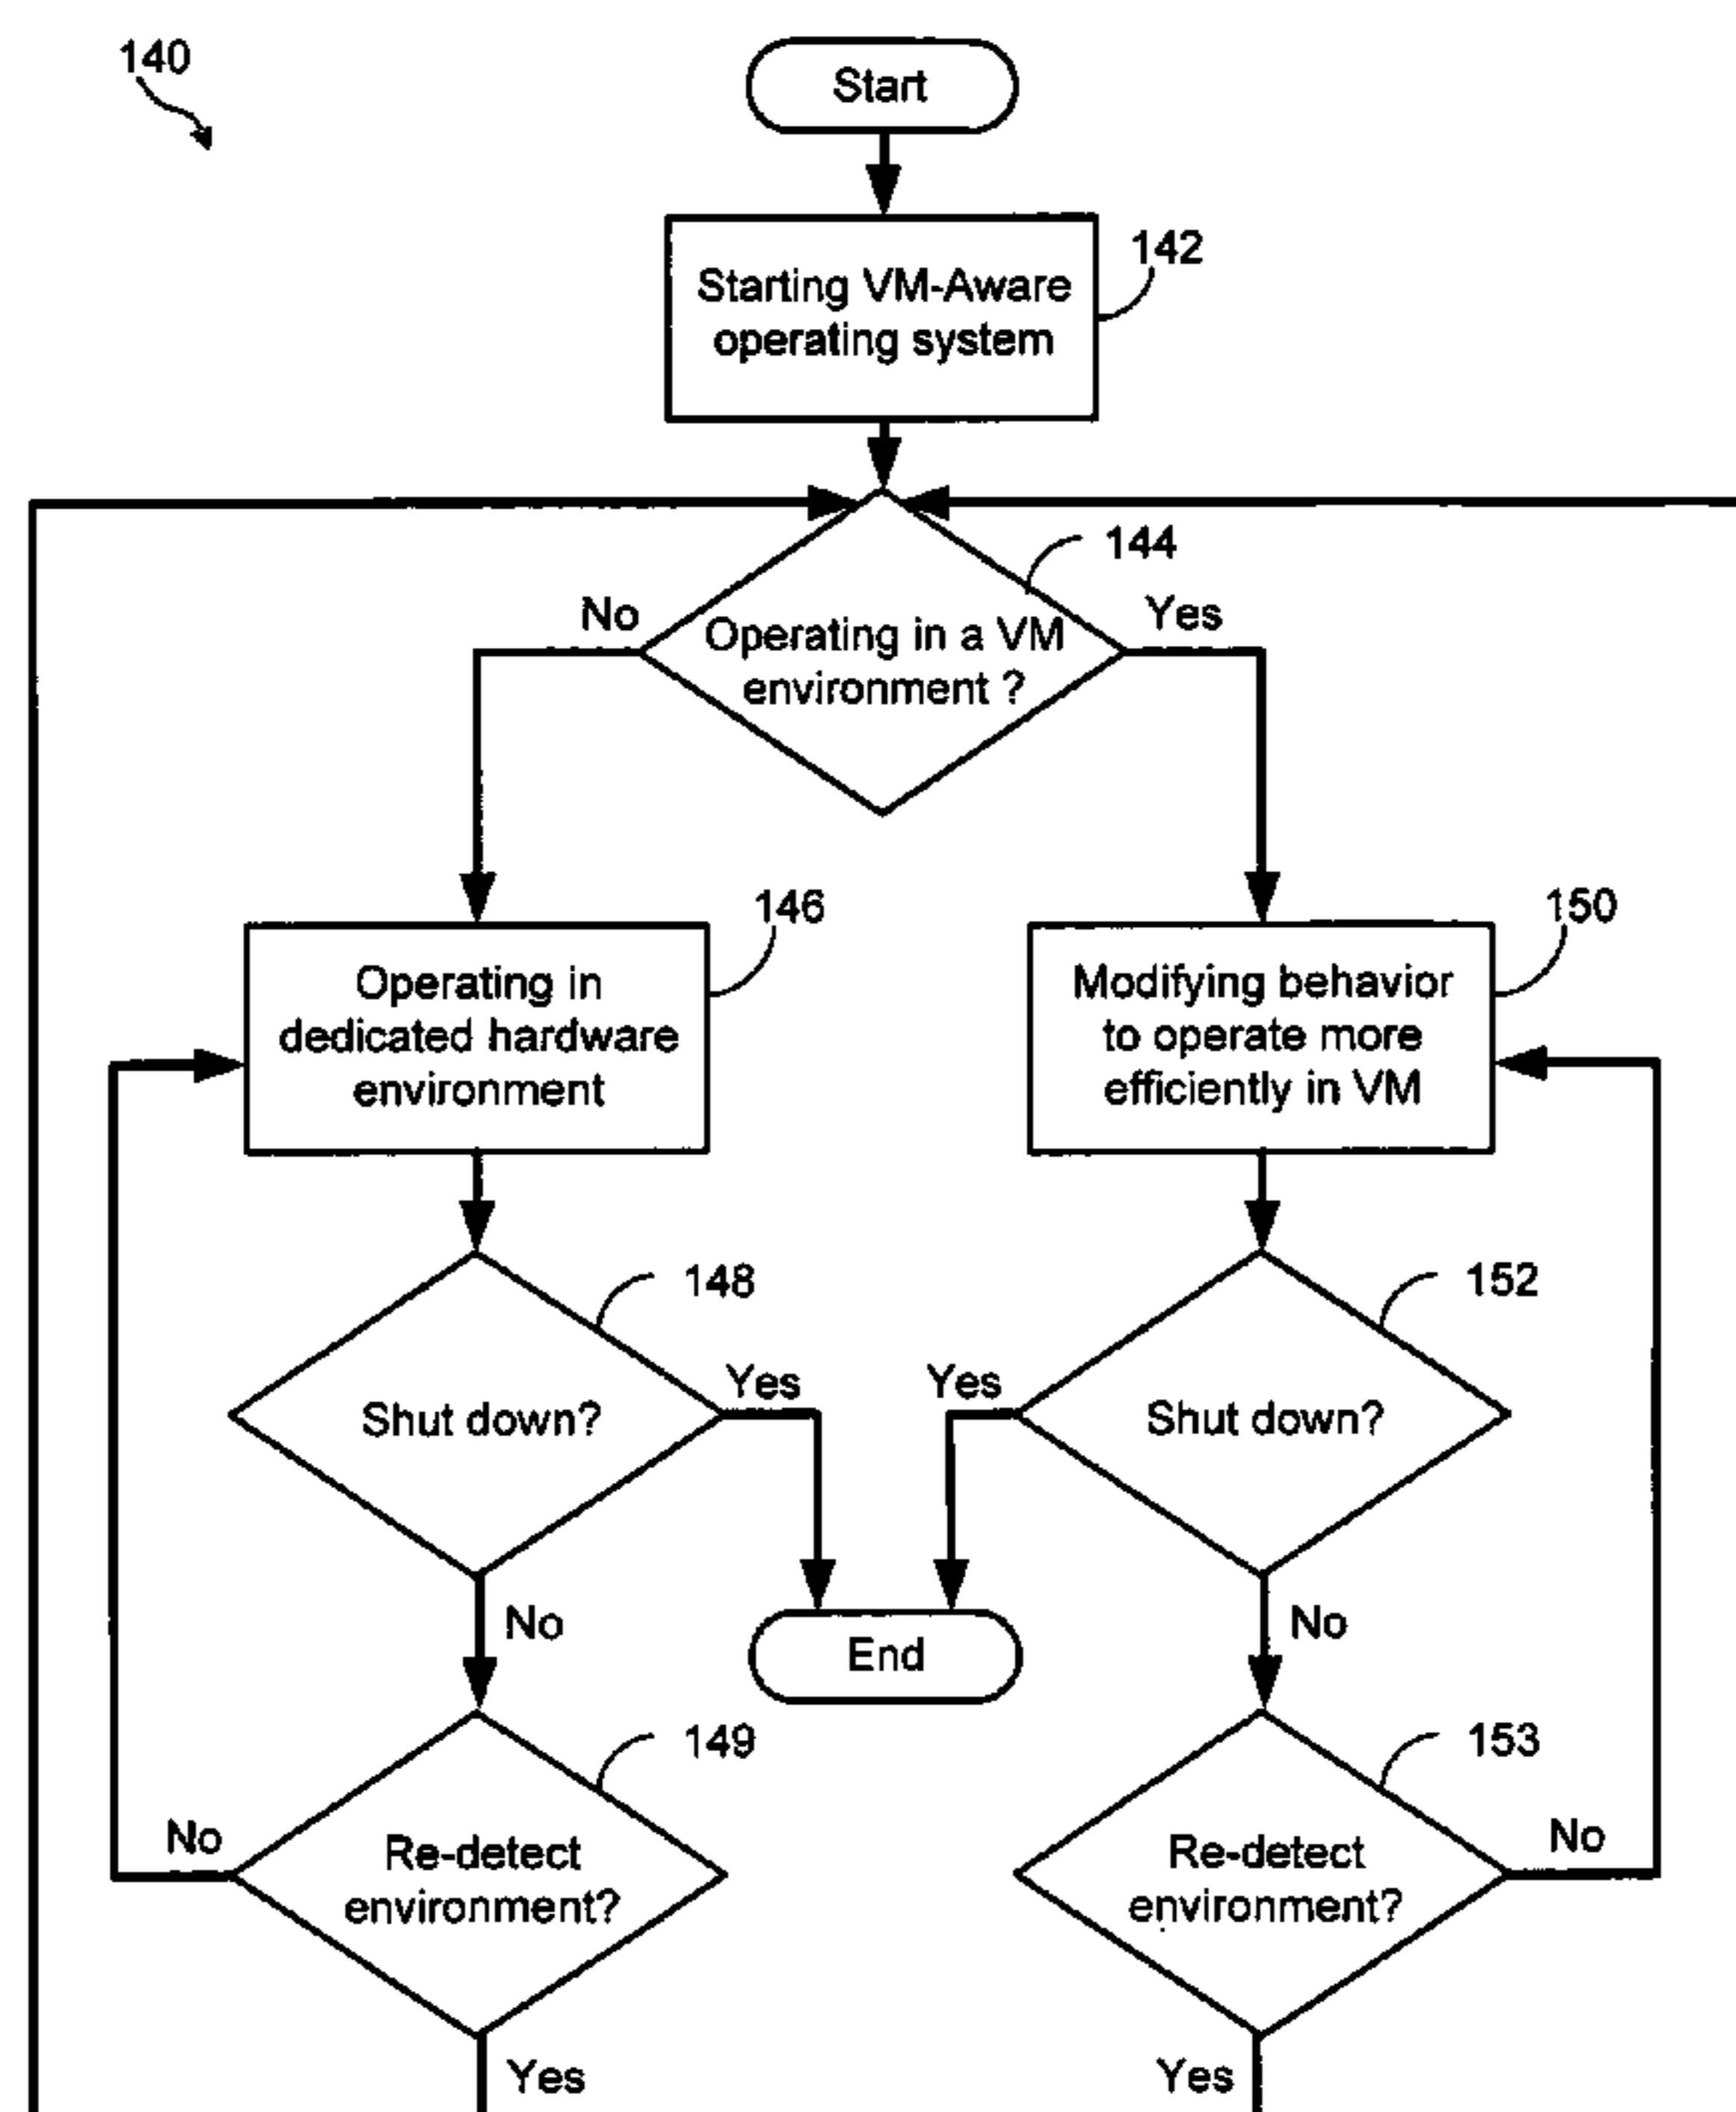 140
Start
142
Starting VM-Aware
operating system
144
No
Yes
Operating in a VM
environment ?
146
150
Operating in
dedicated hardware
environment
Modifying behavior
to operate more
efficiently in VM
148
152
Yes
Yes
Shut down?
Shut down?
No
No
End
149
153
No
No
Re-detect
environment?
Re-detect
environment?
Yes
Yes